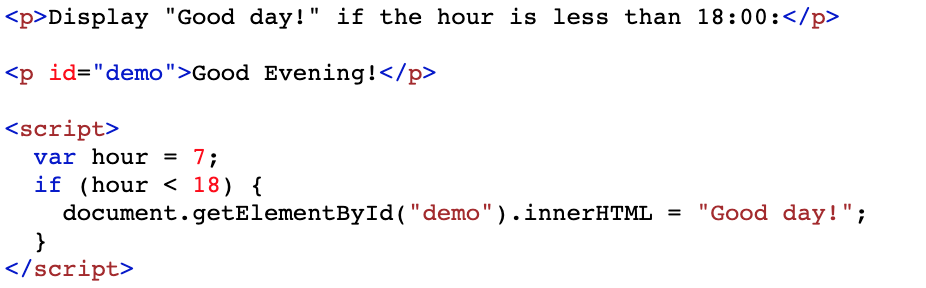 <p>Display "Good day!" if the hour is less than 18:00:</p>
<p id="demo">Good Evening!</p>
<script>
  var hour = 7;
  if (hour < 18) {
    document.getElementById("demo").innerHTML = "Good day!";
  }
</script>